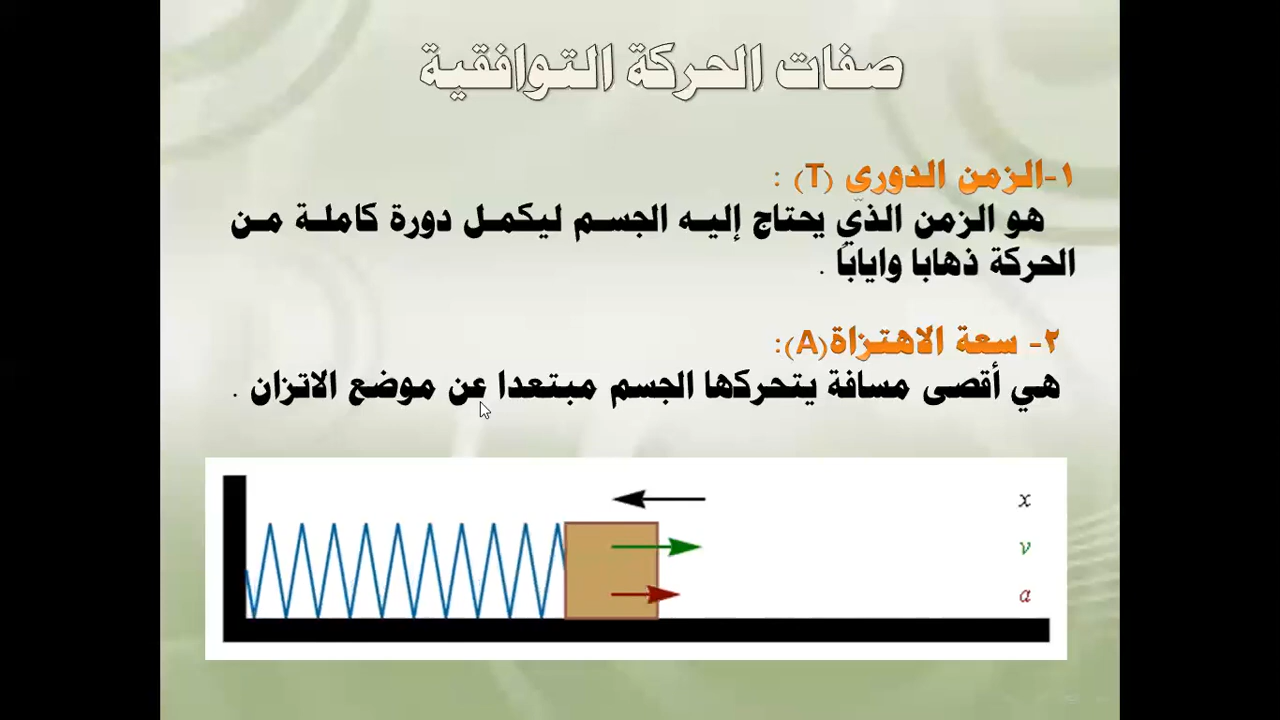 صفات الحركة التوافقية
١-الزمن الدوري (T) :
هو الزمن الذي يحتاج إليه الجسم ليكمل دورة كاملة من
الحركة ذهابا وايابا .
٢- سعة الاهتزاة(A):
هي أقصى مسافة يتحركها الجسم مبتعدا عن موضع الاتزان .
x
v
a